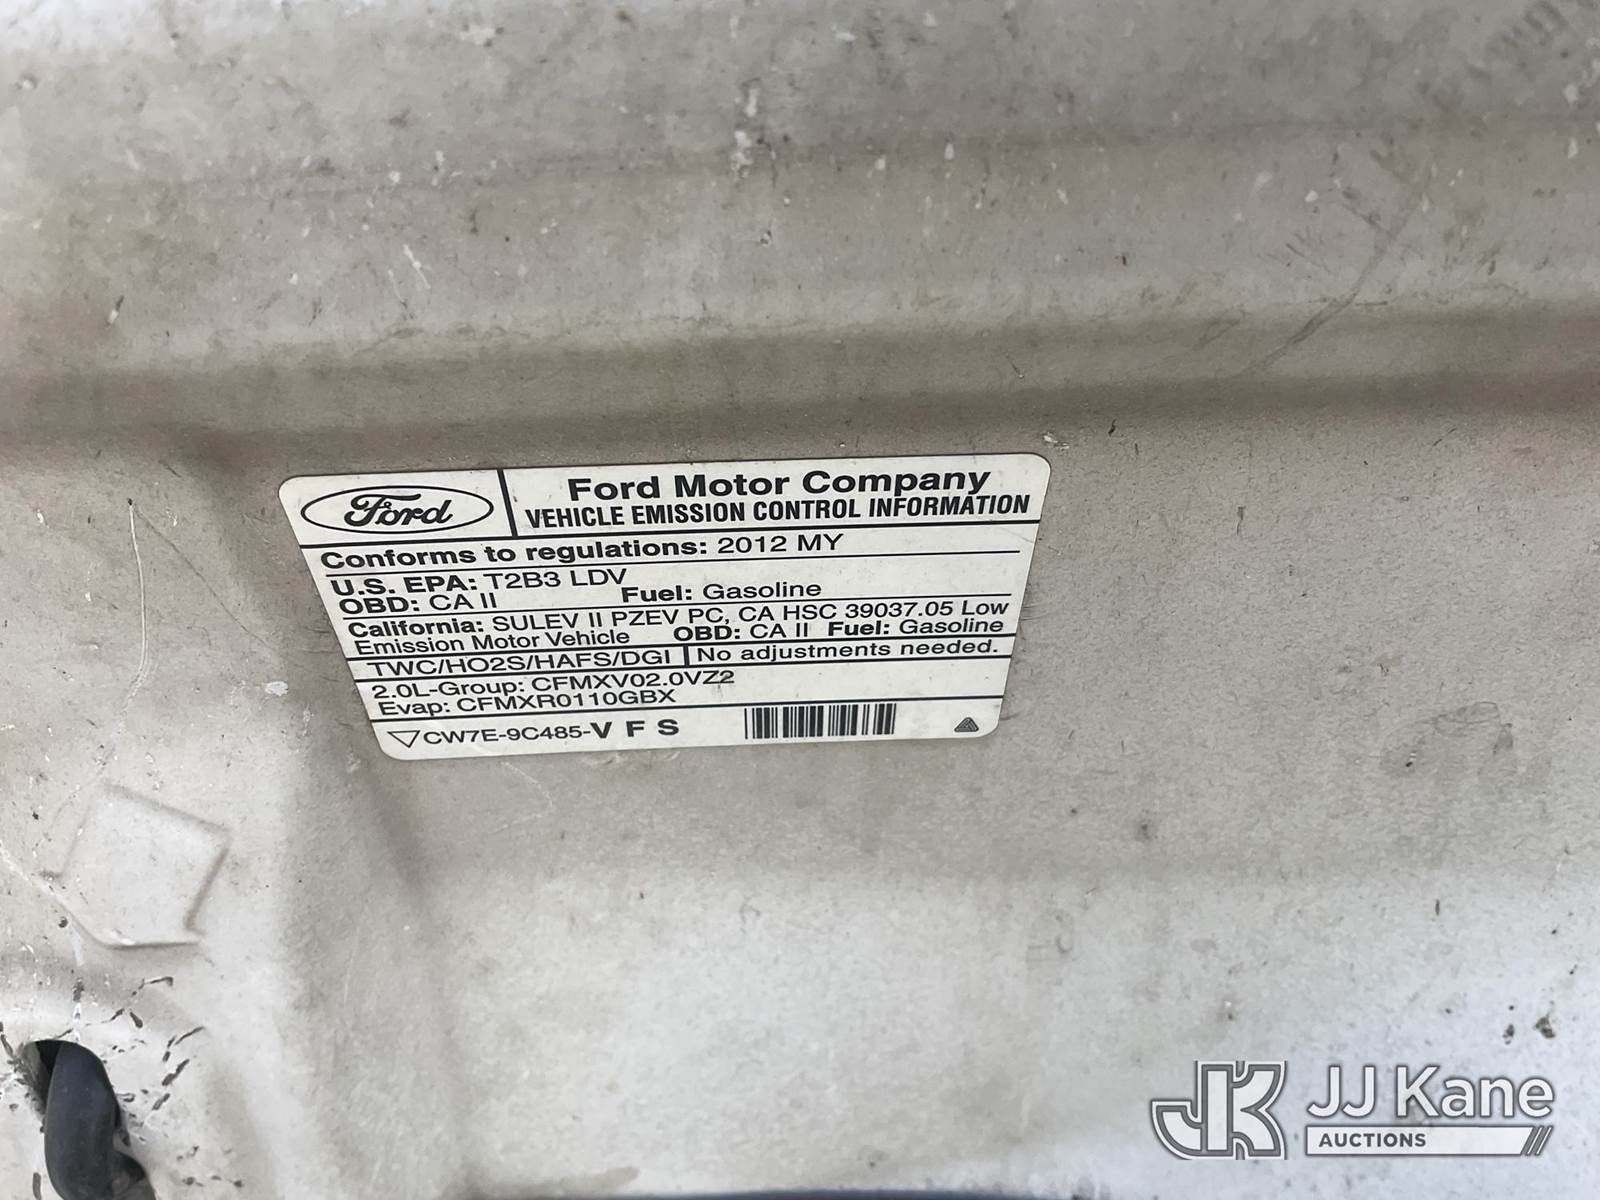 Ford
Ford Motor Company
VEHICLE EMISSION CONTROL INFORMATION
Conforms to regulations: 2012 MY
U.S. EPA: T2B3 LDV
OBD: CA II Fuel: Gasoline
California: SULEV II PZEV PC, CA HSC 39037.05 Low
Emission Motor Vehicle OBD: CA II Fuel: Gasoline
TWC/HO2S/HAFS/DGI No adjustments needed.
2.0L-Group: CFMXV02.0VZ2
Evap: CFMXR0110GBX
CW7E-9C485-V F S
JK JJ Kane
AUCTIONS